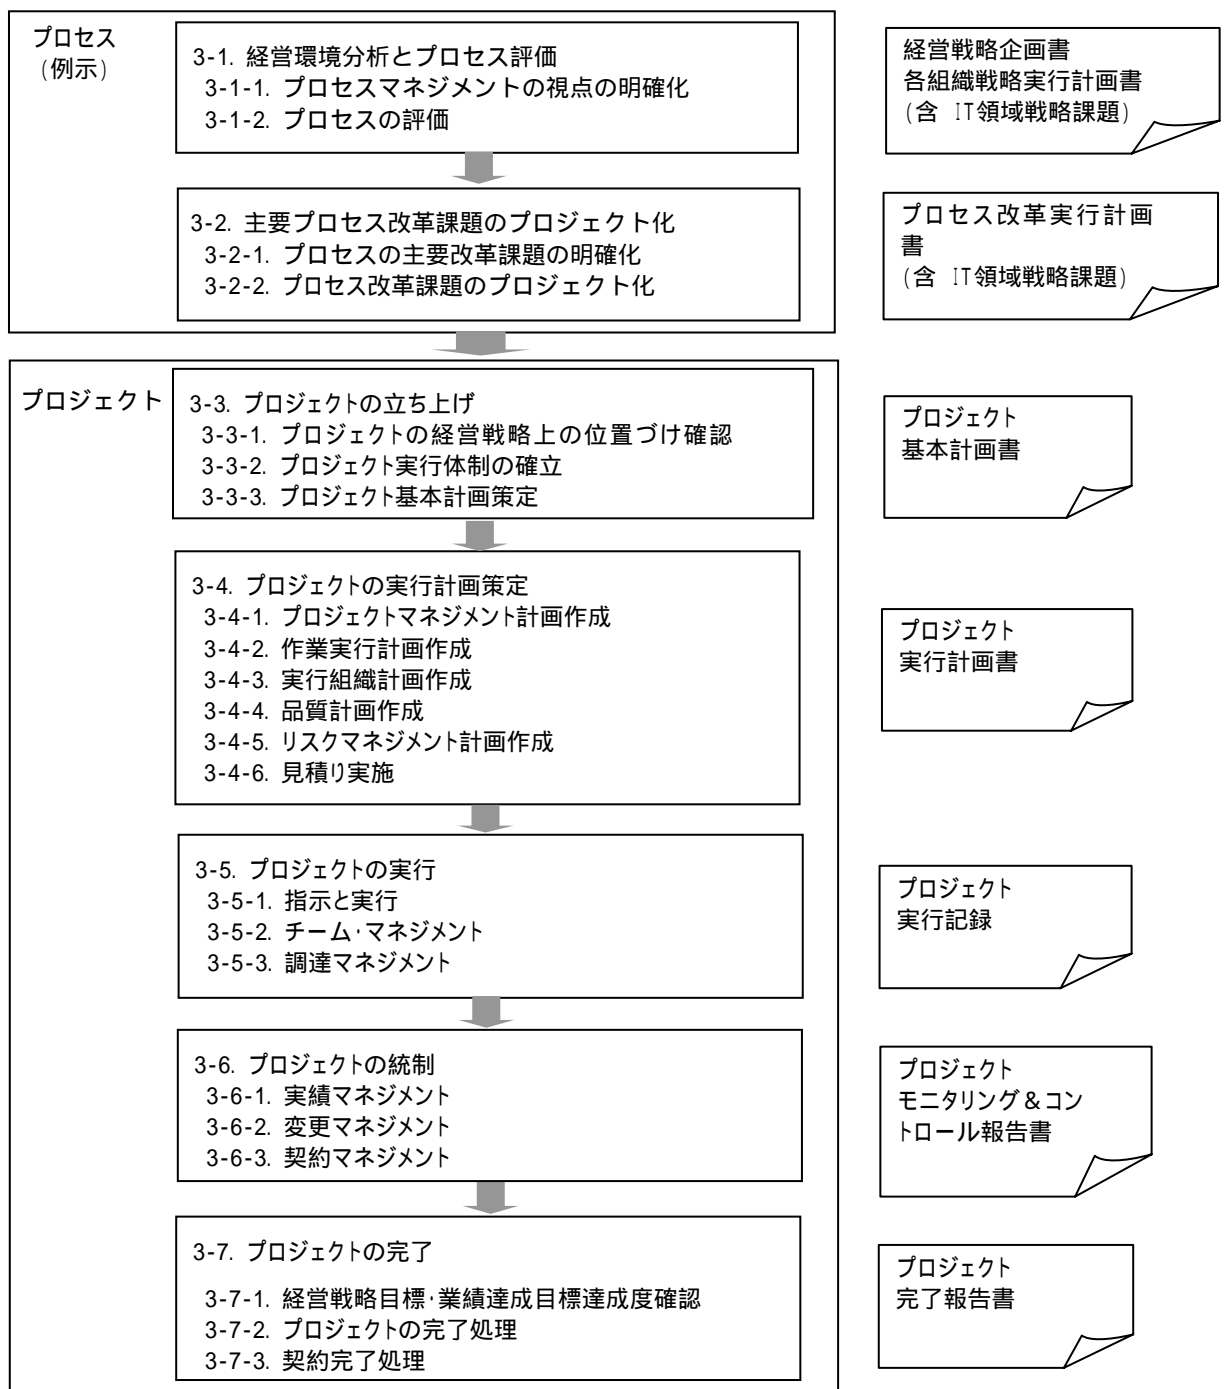 プロセス
(例示)
3-1. 経営環境分析とプロセス評価
3-1-1. プロセスマネジメントの視点の明確化
3-1-2. プロセスの評価
経営戦略企画書
各組織戦略実行計画書
(含 IT領域戦略課題)
3-2. 主要プロセス改革課題のプロジェクト化
3-2-1. プロセスの主要改革課題の明確化
3-2-2. プロセス改革課題のプロジェクト化
プロセス改革実行計画
書
(含 IT領域戦略課題)
プロジェクト
3-3. プロジェクトの立ち上げ
3-3-1. プロジェクトの経営戦略上の位置づけ確認
3-3-2. プロジェクト実行体制の確立
3-3-3. プロジェクト基本計画策定
プロジェクト
基本計画書
3-4. プロジェクトの実行計画策定
3-4-1. プロジェクトマネジメント計画作成
3-4-2. 作業実行計画作成
3-4-3. 実行組織計画作成
3-4-4. 品質計画作成
3-4-5. リスクマネジメント計画作成
3-4-6. 見積り実施
プロジェクト
実行計画書
3-5. プロジェクトの実行
3-5-1. 指示と実行
3-5-2. チーム・マネジメント
3-5-3. 調達マネジメント
プロジェクト
実行記録
3-6. プロジェクトの統制
3-6-1. 実績マネジメント
3-6-2. 変更マネジメント
3-6-3. 契約マネジメント
プロジェクト
モニタリング＆コン
トロール報告書
3-7. プロジェクトの完了
3-7-1. 経営戦略目標・業績達成目標達成度確認
3-7-2. プロジェクトの完了処理
3-7-3. 契約完了処理
プロジェクト
完了報告書